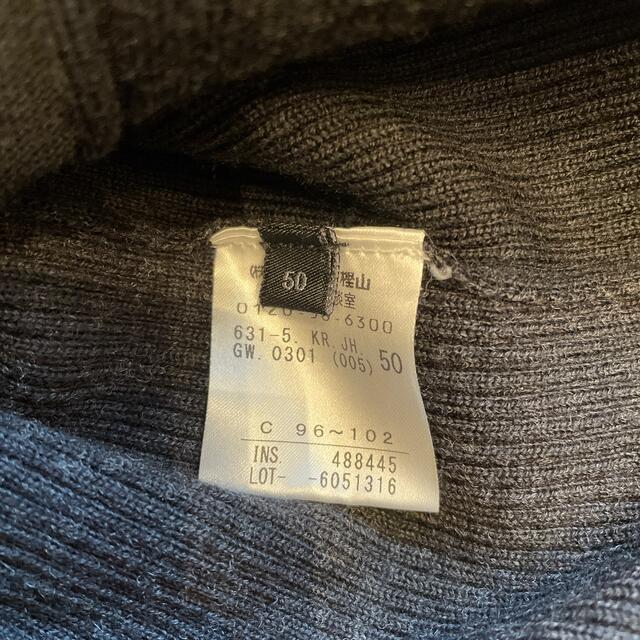 50
㈱ 樫山
室
0120- -6300
631-5. KR. JH.
GW. 0301 (005) 50
C 96~102
INS. 488445
LOT- -6051316